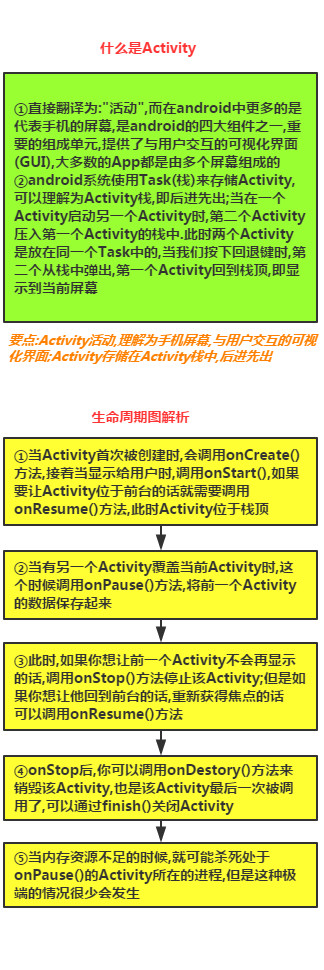 什么是Activity
①直接翻译为:"活动",而在android中更多的是
代表手机的屏幕,是android的四大组件之一,重
要的组成单元,提供了与用户交互的可视化界面
(GUI),大多数的App都是由多个屏幕组成的
②android系统使用Task(栈)来存储Activity,
可以理解为Activity栈,即后进先出;当在一个
Activity启动另一个Activity时,第二个Activity
压入第一个Activity的栈中.此时两个Activity
是放在同一个Task中的,当我们按下回退键时,第
二个从栈中弹出,第一个Activity回到栈顶,即显
示到当前屏幕
要点:Activity活动,理解为手机屏幕,与用户交互的可视
化界面;Activity存储在Activity栈中,后进先出
生命周期图解析
①当Activity首次被创建时,会调用onCreate()
方法,接着当显示给用户时,调用onStart(),如果
要让Activity位于前台的话就需要调用
onResume()方法,此时Activity位于栈顶
②当有另一个Activity覆盖当前Activity时,这
个时候调用onPause()方法,将前一个Activity
的数据保存起来
③此时,如果你想让前一个Activity不会再显示
的话,调用onStop()方法停止该Activity;但是如
果你想让他回到前台的话,重新获得焦点的话
可以调用onResume()方法
④onStop后,你可以调用onDestory()方法来
销毁该Activity,也是该Activity最后一次被调
用了,可以通过finish()关闭Activity
⑤当内存资源不足的时候,就可能杀死处于
onPause()的Activity所在的进程,但是这种极
端的情况很少会发生